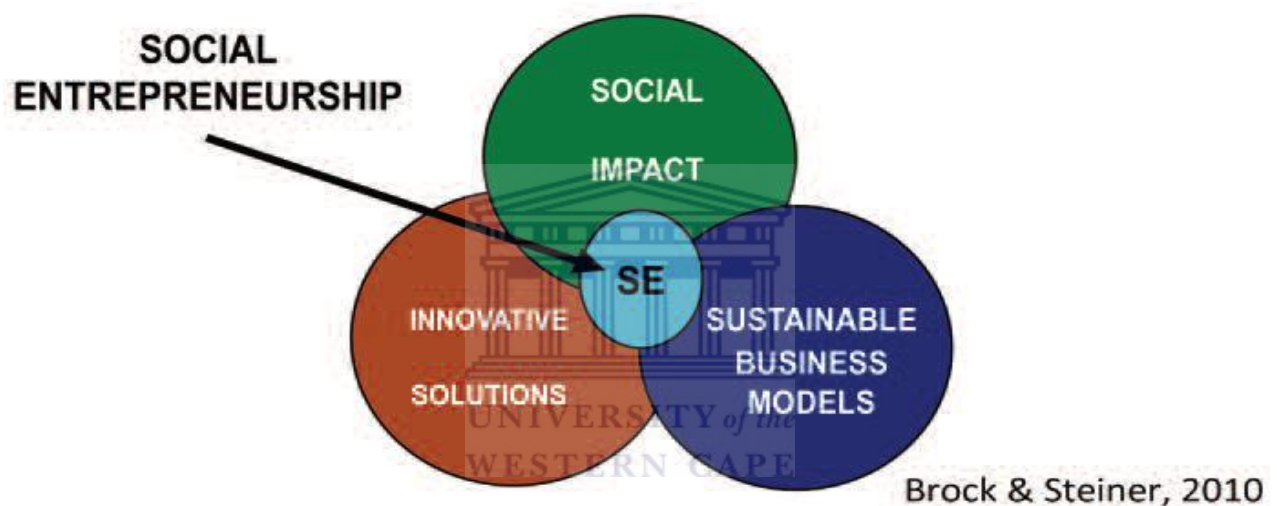 SOCIAL
ENTREPRENEURSHIP
SOCIAL
IMPACT
SE
INNOVATIVE
SOLUTIONS
SUSTAINABLE
BUSINESS
MODELS
UNIVERSITY of the
WESTERN CAPE
Brock & Steiner, 2010